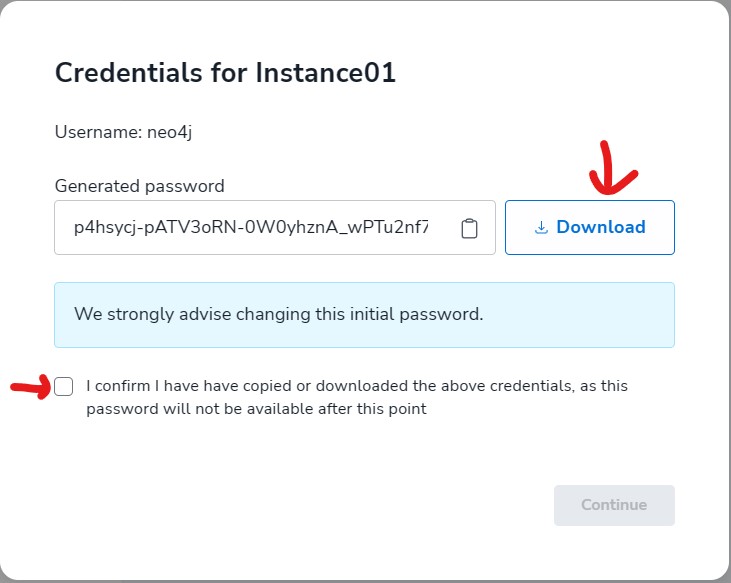 Credentials for Instance01
Username: neo4j
Generated password
p4hsycj-pATV3oRN-0W0yhznA_wPTu2nf7
Download
We strongly advise changing this initial password.
I confirm I have have copied or downloaded the above credentials, as this
password will not be available after this point
Continue